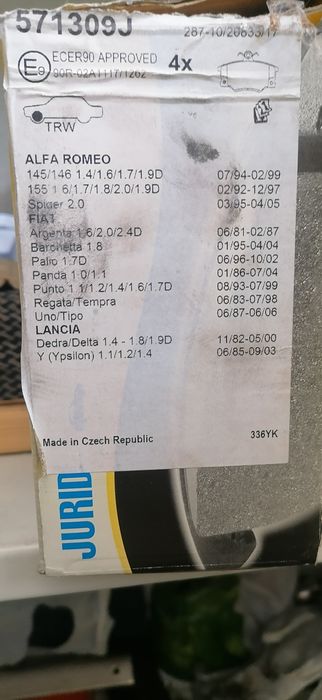 571309J
287-10/20633/17
ECER90 APPROVED
E9
90R-02A1117/1262
4x
TRW
ALFA ROMEO
145/146 1.4/1.6/1.7/1.9D 07/94-02/99
155 1.6/1.7/1.8/2.0/1.9D 02/92-12/97
Spider 2.0 03/95-04/05
FIAT
Argenta 1.6/2.0/2.4D 06/81-02/87
Barchetta 1.8 01/95-04/04
Palio 1.7D 06/96-10/02
Panda 1.0/1.1 01/86-07/04
Punto 1.1/1.2/1.4/1.6/1.7D 08/93-07/99
Regata/Tempra 06/83-07/98
Uno/Tipo 06/87-06/06
LANCIA
Dedra/Delta 1.4 - 1.8/1.9D 11/82-05/00
Y (Ypsilon) 1.1/1.2/1.4 06/85-09/03
Made in Czech Republic 336YK
JURID